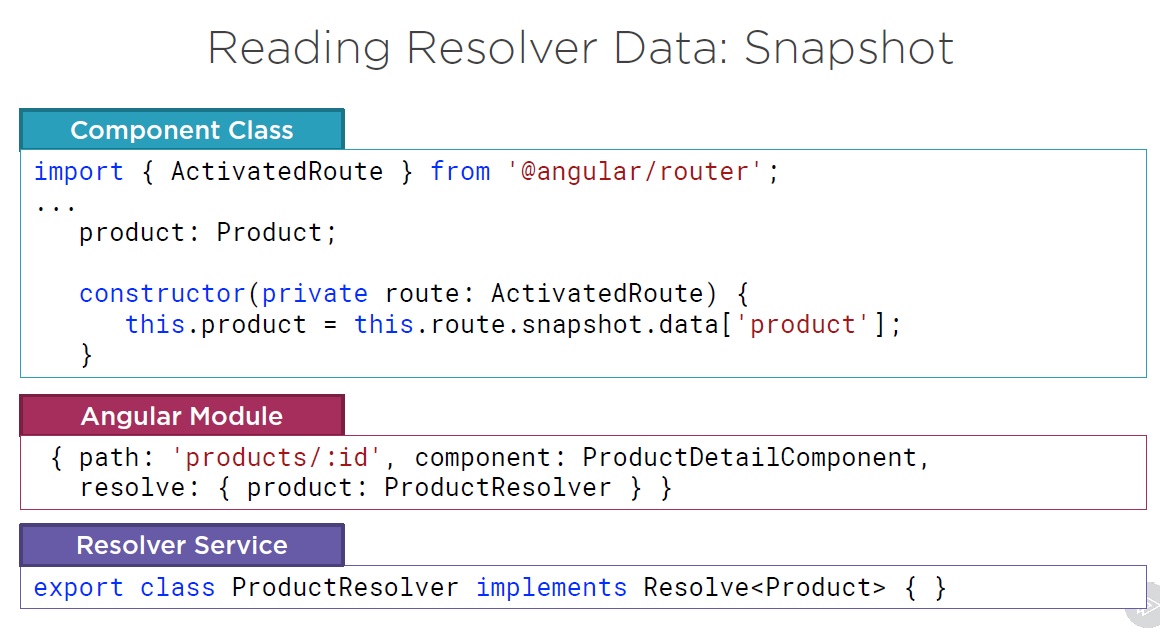 Reading Resolver Data: Snapshot
Component Class
import { ActivatedRoute } from '@angular/router';
...
product: Product;
constructor(private route: ActivatedRoute) {
this.product = this.route.snapshot.data['product'];
}
Angular Module
{ path: 'products/:id', component: ProductDetailComponent,
resolve: { product: ProductResolver } }
Resolver Service
export class ProductResolver implements Resolve<Product> { }